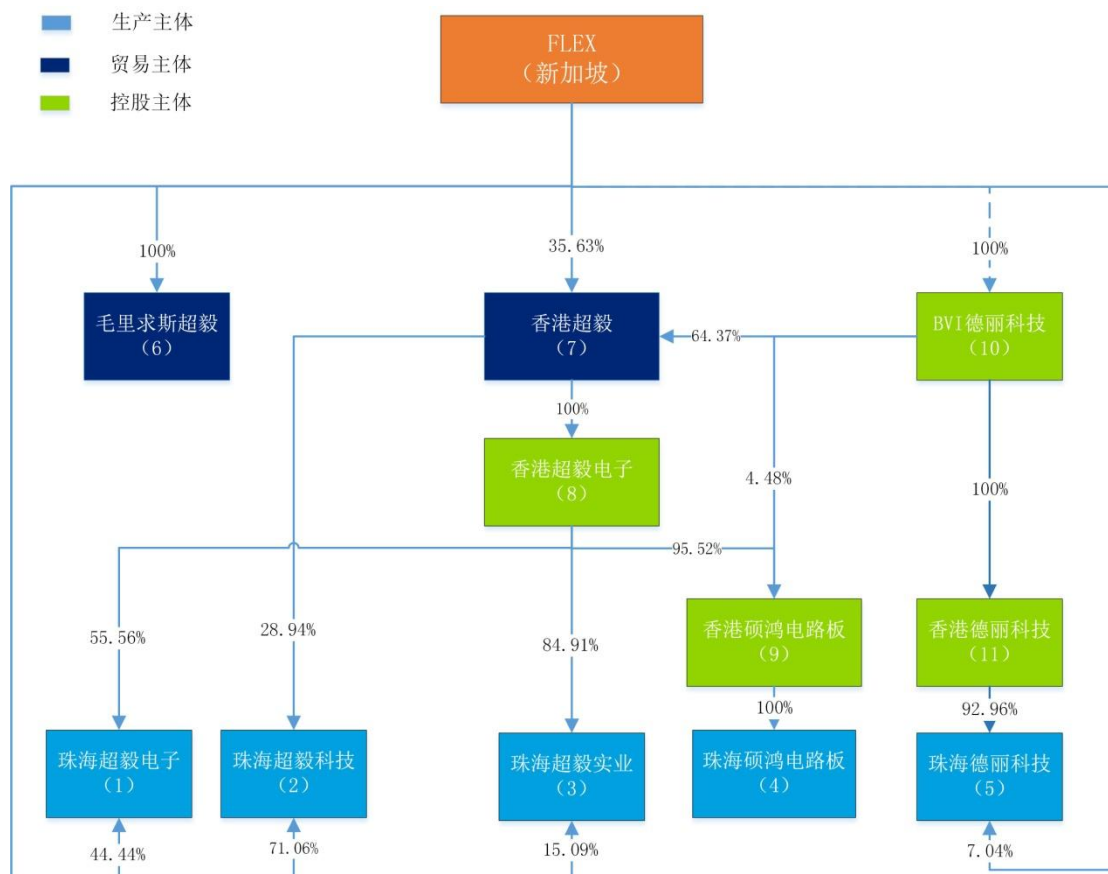 生产主体
贸易主体
控股主体
FLEX
（新加坡）
100%
35.63%
100%
毛里求斯超毅
（6）
香港超毅
（7）
64.37%
BVI德丽科技
（10）
100%
香港超毅电子
（8）
4.48%
100%
95.52%
55.56%
28.94%
84.91%
香港硕鸿电路板
（9）
香港德丽科技
（11）
100%
92.96%
珠海超毅电子
（1）
珠海超毅科技
（2）
珠海超毅实业
（3）
珠海硕鸿电路板
（4）
珠海德丽科技
（5）
44.44%
71.06%
15.09%
7.04%